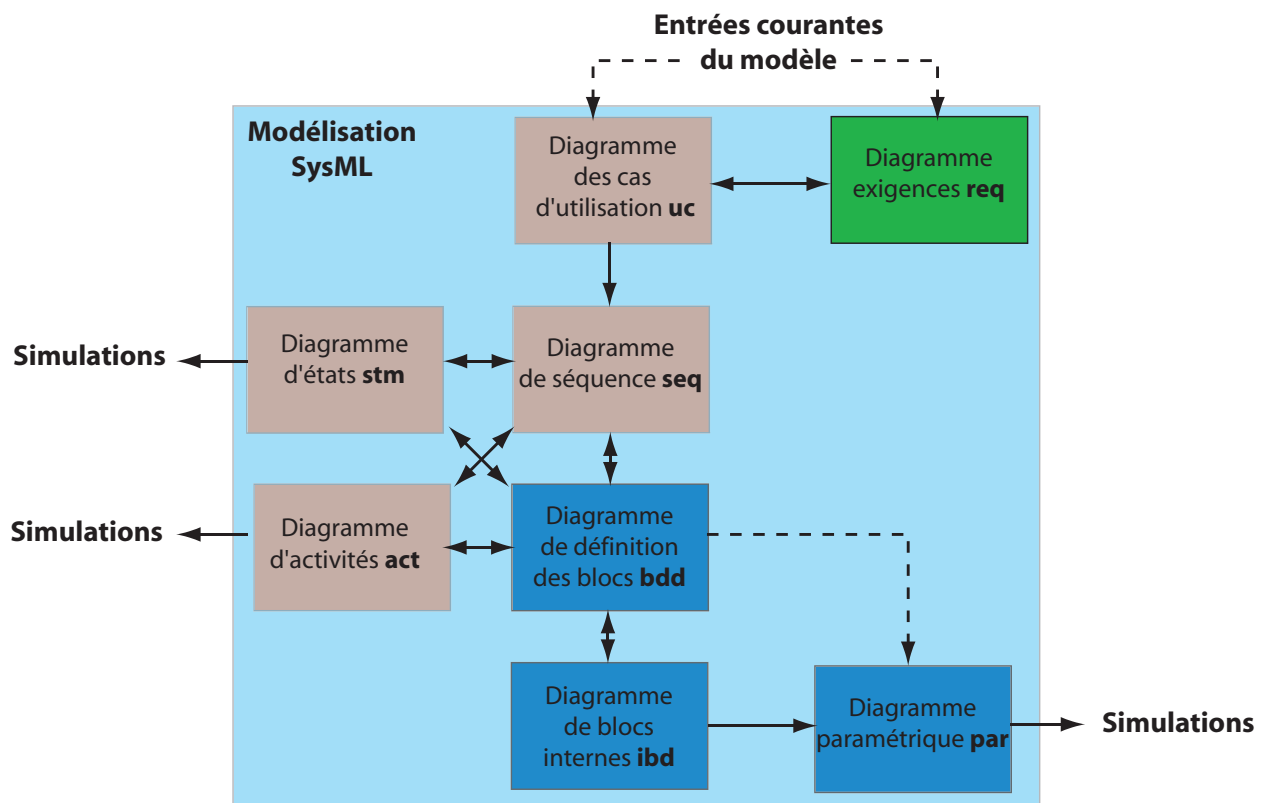 Entrées courantes
du modèle
Modélisation
SysML
Diagramme
des cas
d'utilisation uc
Diagramme
exigences req
Simulations
Diagramme
d'états stm
Diagramme
de séquence seq
Simulations
Diagramme
d'activités act
Diagramme
de définition
des blocs bdd
Diagramme
de blocs
internes ibd
Diagramme
paramétrique par
Simulations